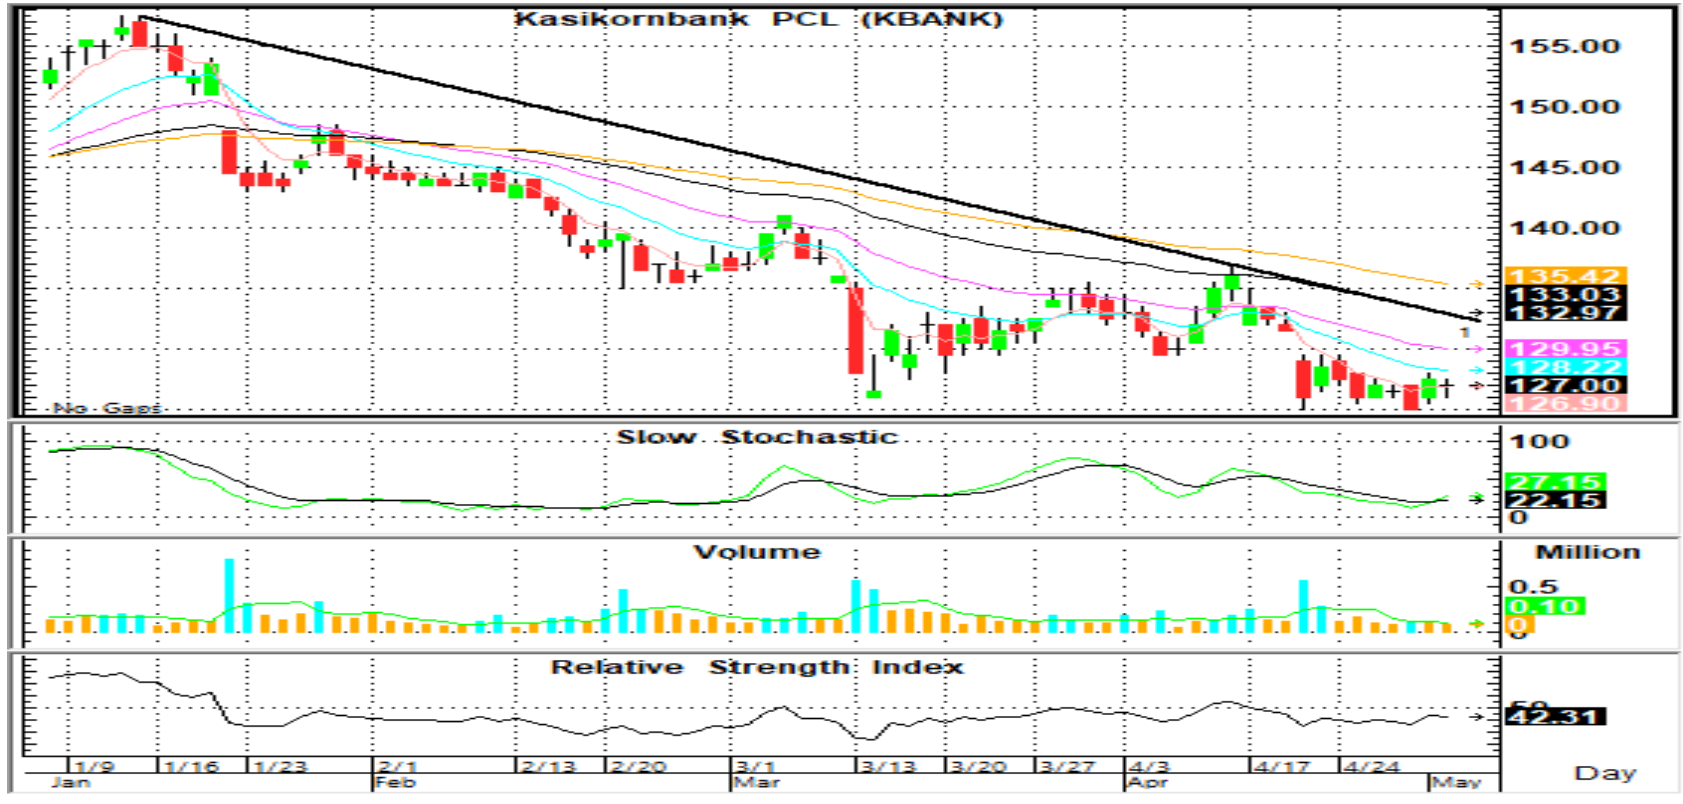 Kasikornbank PCL (KBANK)
155.00
150.00
145.00
140.00
135.42
133.03
132.97
1
129.95
128.22
127.00
126.90
No Gaps
Slow Stochastic
100
27.15
22.15
0
Volume
Million
0.5
0.10
0
0
Relative Strength Index
50
42.31
1/9 1/16 1/23 2/1 2/13 2/20 3/1 3/13 3/20 3/27 4/3 4/17 4/24
Jan Feb Mar Apr May
Day